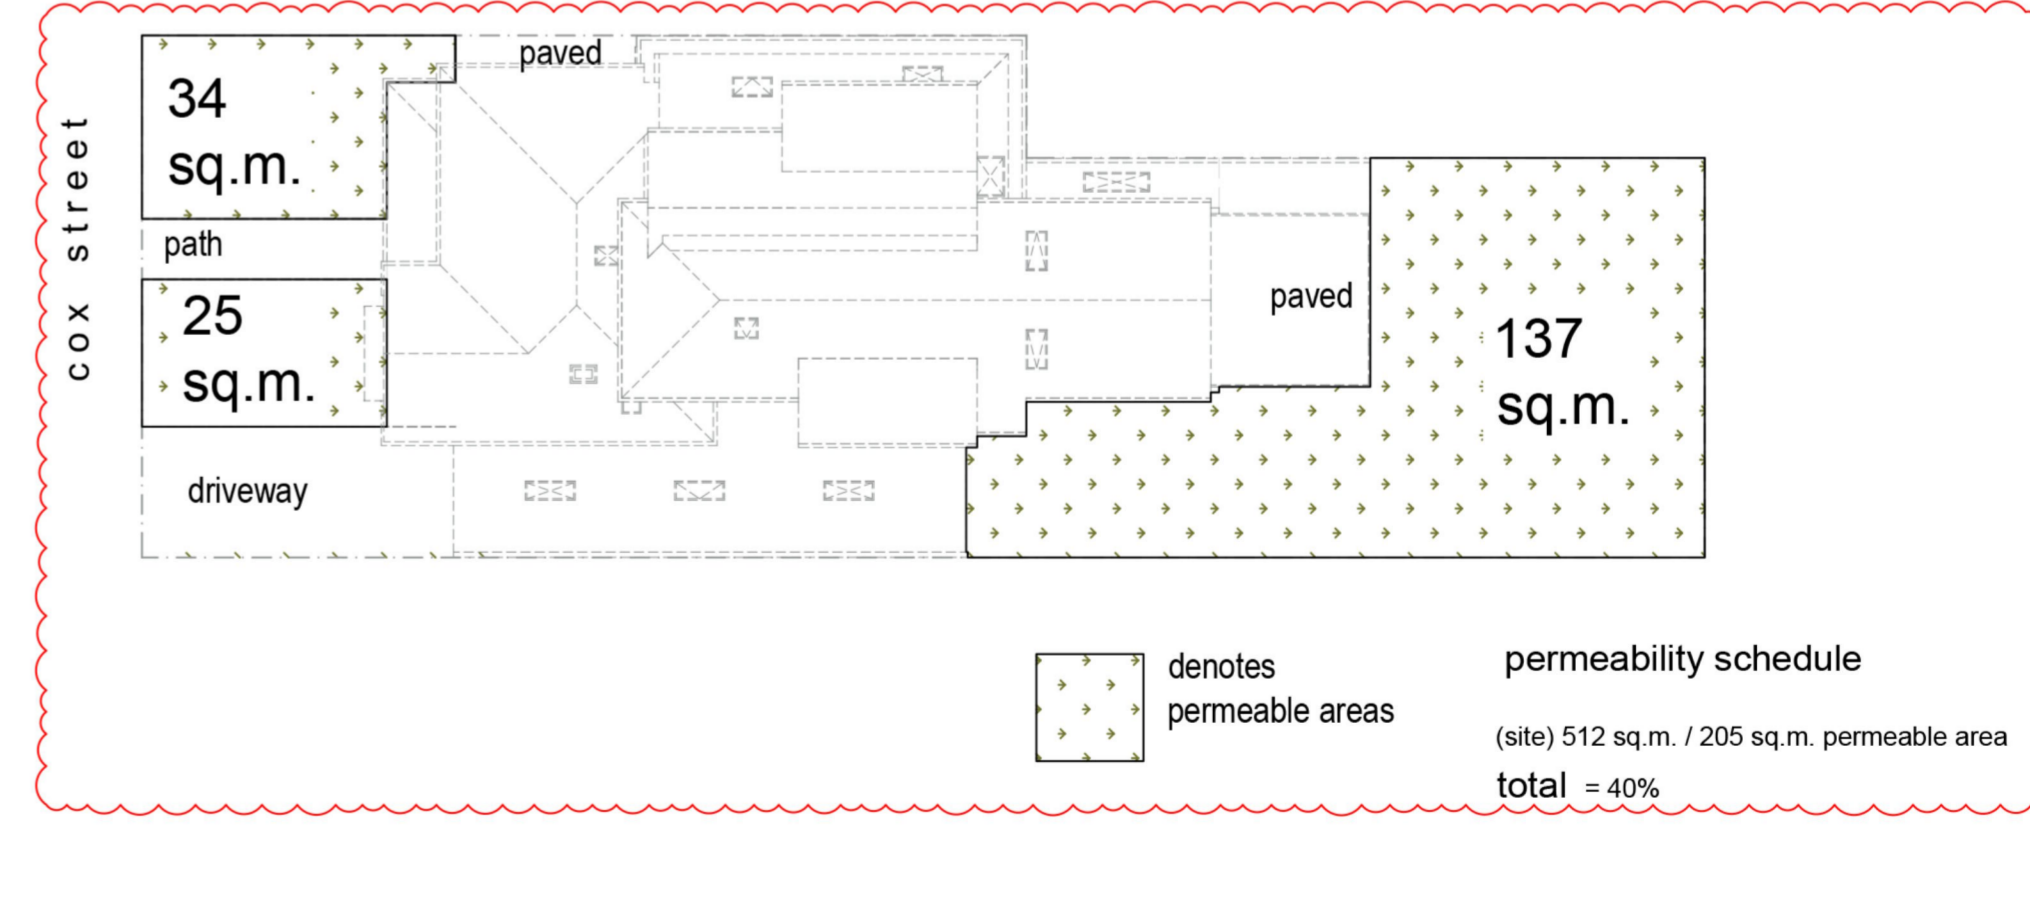 cox street
paved
34
sq.m.
path
25
sq.m.
driveway
paved
137
sq.m.
denotes
permeable areas
permeability schedule
(site) 512 sq.m. / 205 sq.m. permeable area
total = 40%